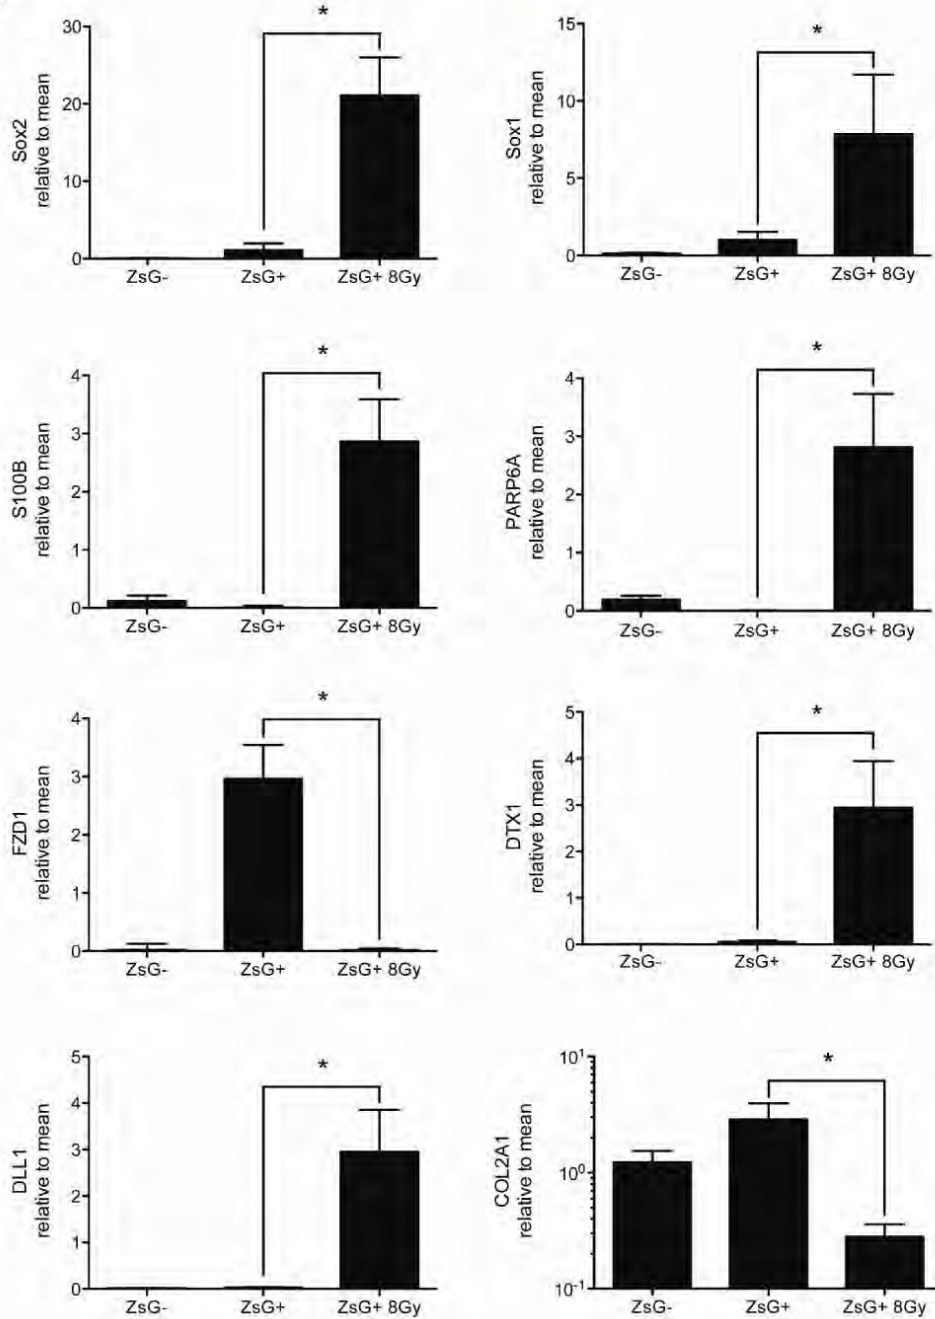 *
30
20
10
0
Sox2
relative to mean
ZsG- ZsG+ ZsG+ 8Gy
*
15
10
5
0
Sox1
relative to mean
ZsG- ZsG+ ZsG+ 8Gy
*
4
3
2
1
0
S100B
relative to mean
ZsG- ZsG+ ZsG+ 8Gy
*
4
3
2
1
0
PARP6A
relative to mean
ZsG- ZsG+ ZsG+ 8Gy
*
4
3
2
1
0
FZD1
relative to mean
ZsG- ZsG+ ZsG+ 8Gy
*
5
4
3
2
1
0
DTX1
relative to mean
ZsG- ZsG+ ZsG+ 8Gy
*
5
4
3
2
1
0
DLL1
relative to mean
ZsG- ZsG+ ZsG+ 8Gy
*
10¹
10⁰
10⁻¹
COL2A1
relative to mean
ZsG- ZsG+ ZsG+ 8Gy